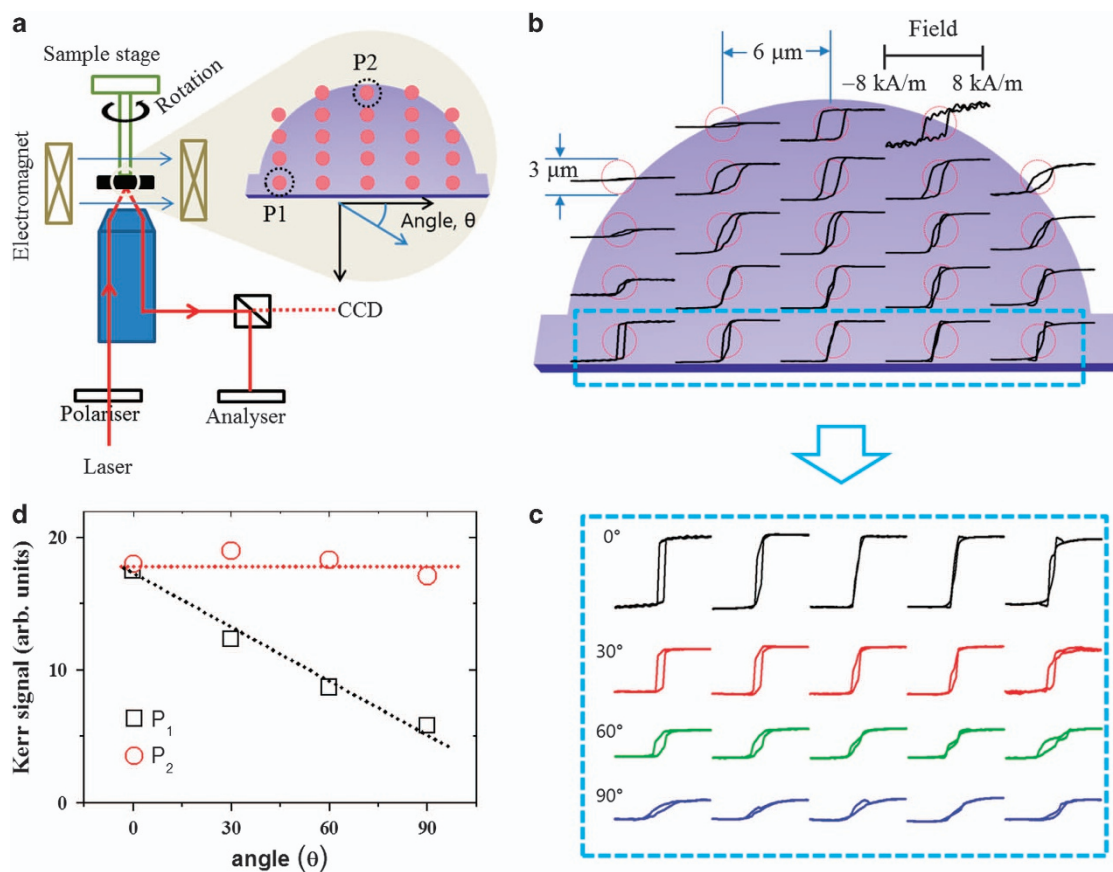 a
Sample stage
Rotation
Electromagnet
P2
P1
Angle, θ
CCD
Polariser
Analyser
Laser
b
Field
6 µm
−8 kA/m
8 kA/m
3 µm
d
Kerr signal (arb. units)
20
10
0
P1
P2
0
30
60
90
angle (θ)
c
0°
30°
60°
90°